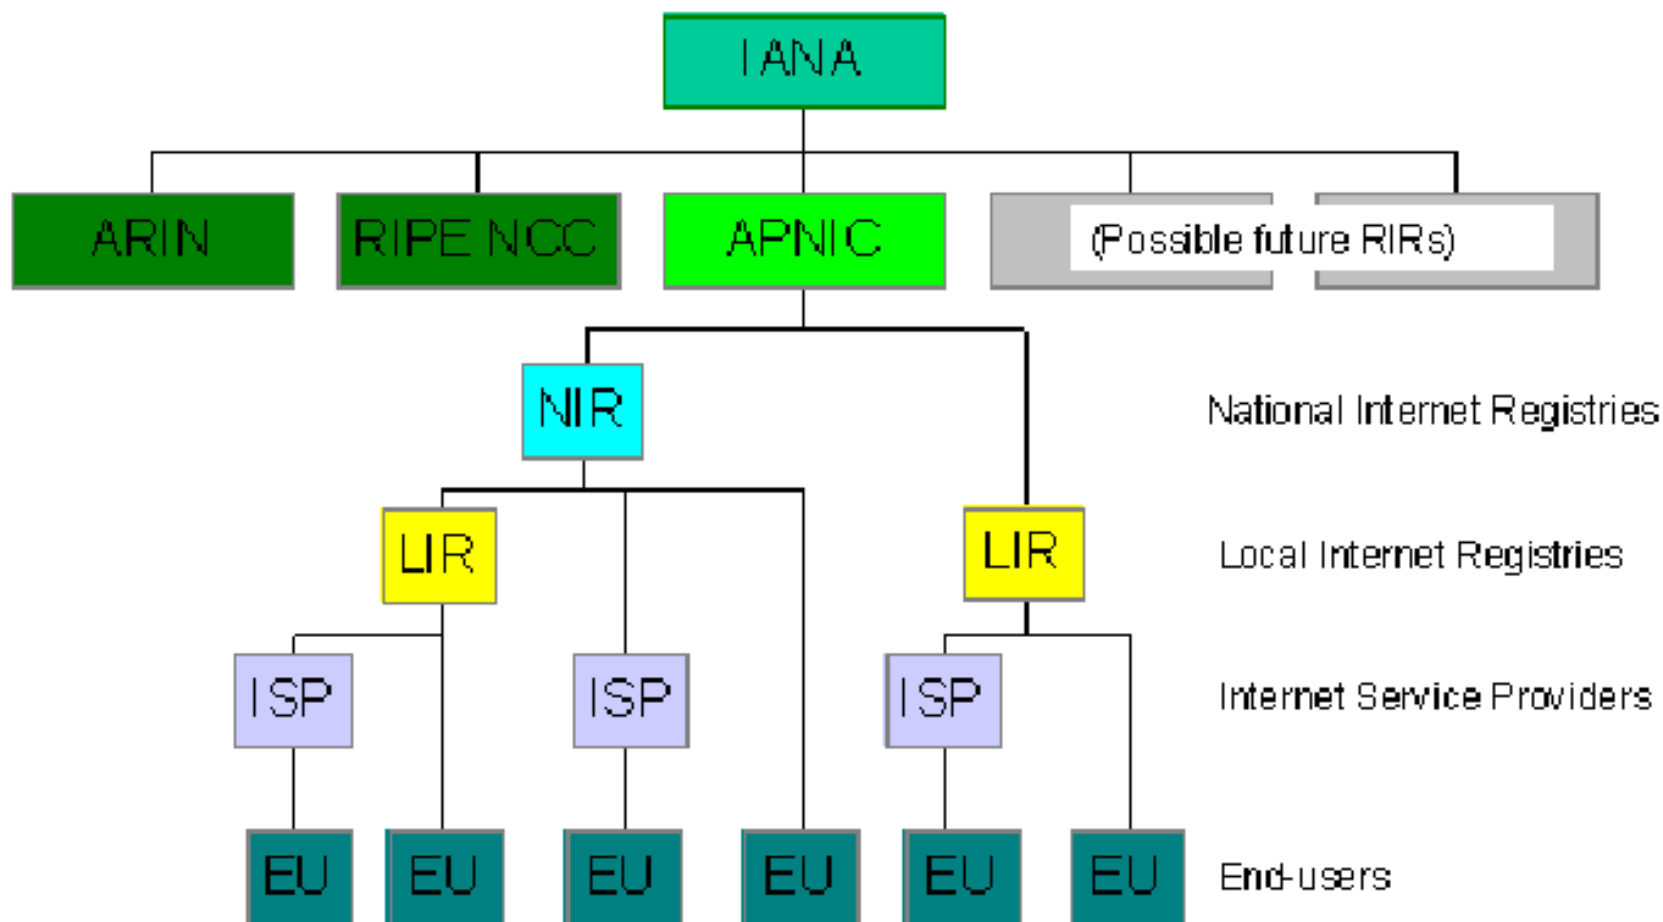 IANA
ARIN RIPE NCC APNIC (Possible future RIRs)
NIR National Internet Registries
LIR LIR Local Internet Registries
ISP ISP ISP Internet Service Providers
EU EU EU EU EU EU End-users